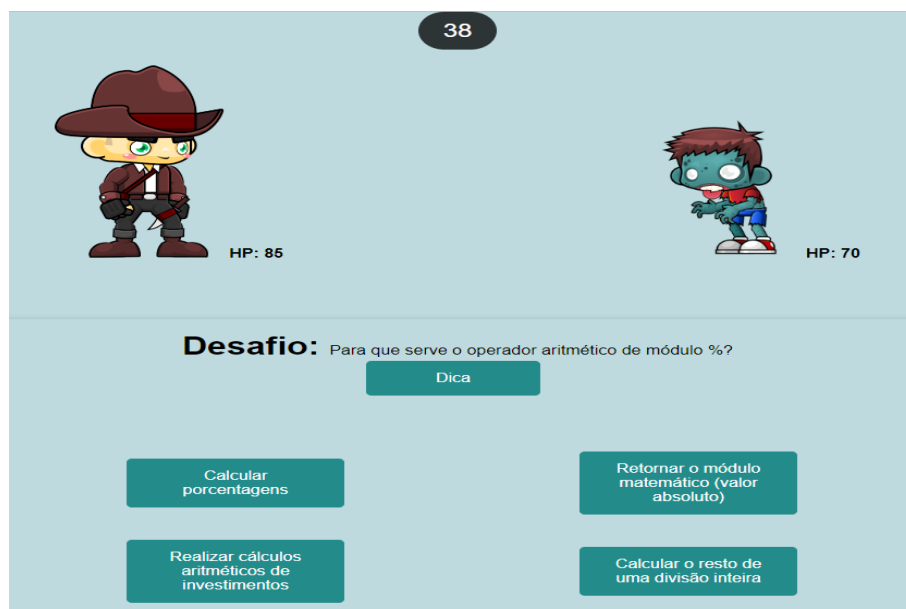 38
HP: 85
HP: 70
Desafio: Para que serve o operador aritmético de módulo %?
Dica
Calcular
porcentagens
Retornar o módulo
matemático (valor
absoluto)
Realizar cálculos
aritméticos de
investimentos
Calcular o resto de
uma divisão inteira